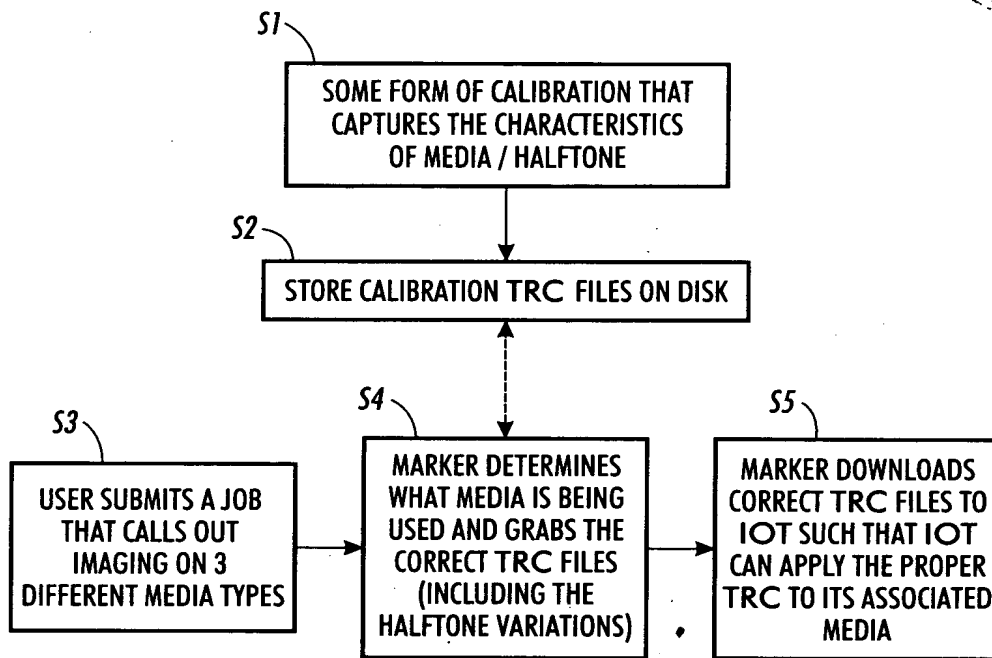 S1
SOME FORM OF CALIBRATION THAT
CAPTURES THE CHARACTERISTICS
OF MEDIA / HALFTONE
S2
STORE CALIBRATION TRC FILES ON DISK
S3
USER SUBMITS A JOB
THAT CALLS OUT
IMAGING ON 3
DIFFERENT MEDIA TYPES
S4
MARKER DETERMINES
WHAT MEDIA IS BEING
USED AND GRABS THE
CORRECT TRC FILES
(INCLUDING THE
HALFTONE VARIATIONS)
S5
MARKER DOWNLOADS
CORRECT TRC FILES TO
IOT SUCH THAT IOT
CAN APPLY THE PROPER
TRC TO ITS ASSOCIATED
MEDIA